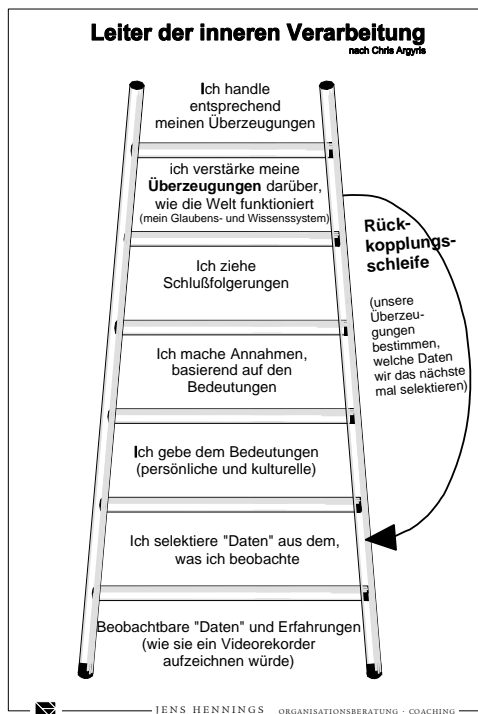 Leiter der inneren Verarbeitung
nach Chris Argyris
Ich handle
entsprechend
meinen Überzeugungen
ich verstärke meine
Überzeugungen darüber,
wie die Welt funktioniert
(mein Glaubens- und Wissenssystem)
Ich ziehe
Schlußfolgerungen
Ich mache Annahmen,
basierend auf den
Bedeutungen
Ich gebe dem Bedeutungen
(persönliche und kulturelle)
Ich selektiere "Daten" aus dem,
was ich beobachte
Beobachtbare "Daten" und Erfahrungen
(wie sie ein Videorekorder
aufzeichnen würde)
Rück-
kopplungs-
schleife
(unsere
Überzeu-
gungen
bestimmen,
welche Daten
wir das nächste
mal selektieren)
JENS HENNINGS ORGANISATIONSBERATUNG · COACHING